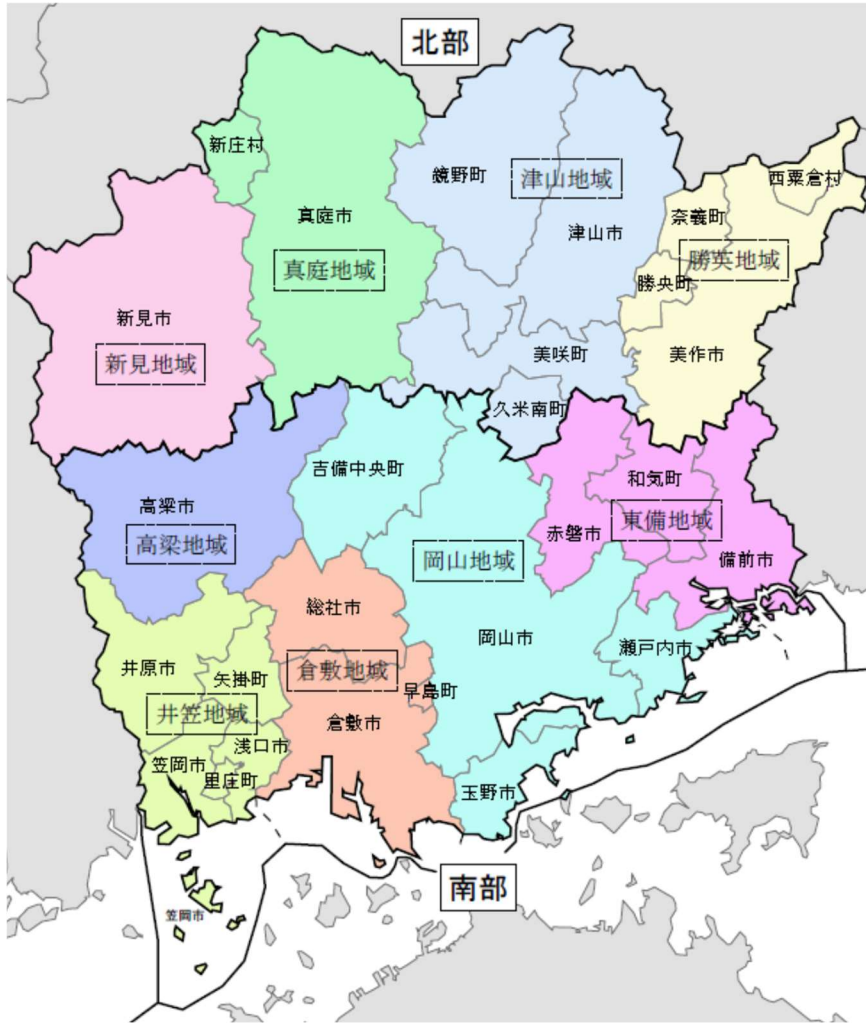 北部
新庄村
鏡野町
津山地域
西粟倉村
真庭市
奈義町
津山市
真庭地域
勝英地域
勝央町
新見市
新見地域
美咲町
美作市
久米南町
吉備中央町
和気町
高梁市
赤磐市
東備地域
高梁地域
岡山地域
備前市
総社市
岡山市
瀬戸内市
井原市
矢掛町
倉敷地域
早島町
井笠地域
倉敷市
浅口市
笠岡市
里庄町
玉野市
南部
笠岡市